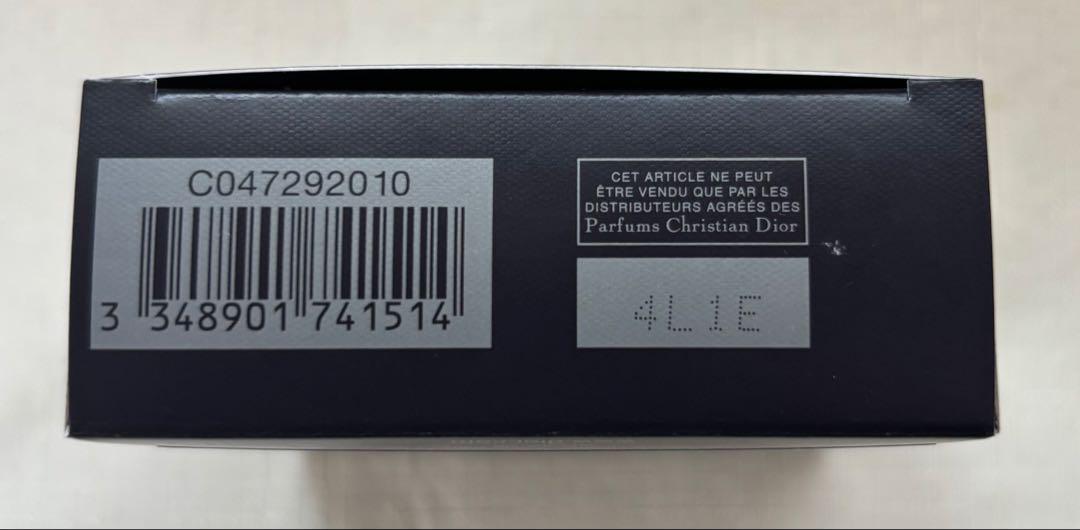 C047292010
3 348901 741514
CET ARTICLE NE PEUT
ÊTRE VENDU QUE PAR LES
DISTRIBUTEURS AGRÉÉS DES
Parfums Christian Dior
4L1E